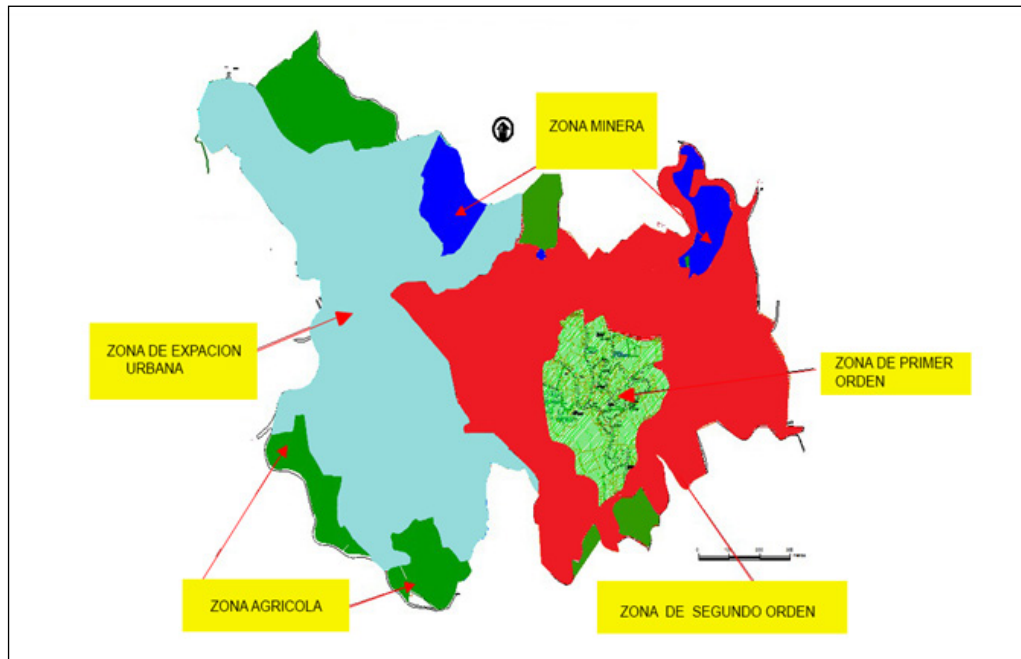 ZONA MINERA
ZONA DE EXPACION
URBANA
ZONA DE PRIMER
ORDEN
ZONA AGRICOLA
ZONA DE SEGUNDO ORDEN